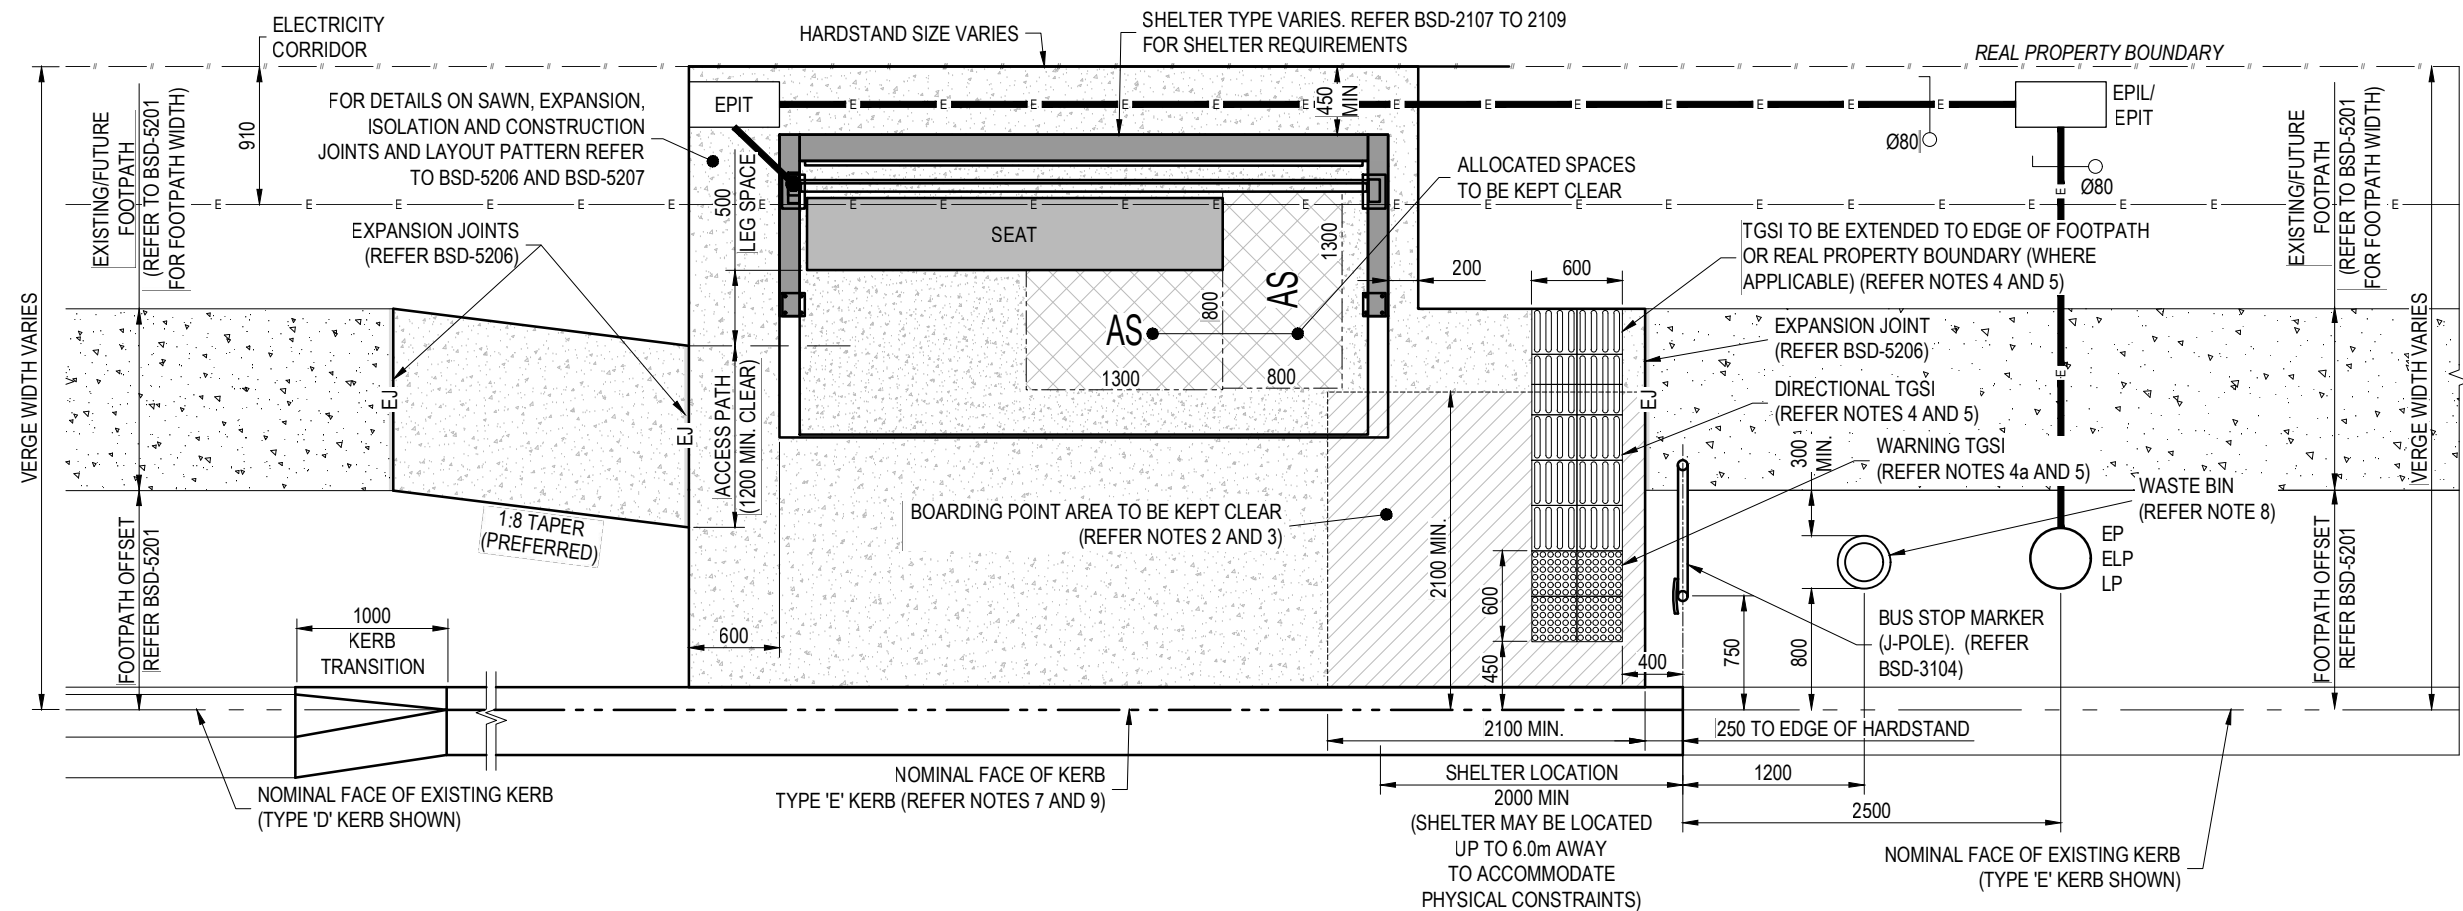 ELECTRICITY
CORRIDOR
HARDSTAND SIZE VARIES
SHELTER TYPE VARIES. REFER BSD-2107 TO 2109
FOR SHELTER REQUIREMENTS
REAL PROPERTY BOUNDARY
VERGE WIDTH VARIES
910
EXISTING/FUTURE
FOOTPATH
(REFER TO BSD-5201
FOR FOOTPATH WIDTH)
FOR DETAILS ON SAWN, EXPANSION,
ISOLATION AND CONSTRUCTION
JOINTS AND LAYOUT PATTERN REFER
TO BSD-5206 AND BSD-5207
EPIT
E E E E E E E E E E E
450
MIN
EPIL/
EPIT
Ø80
Ø80
E
E
EXISTING/FUTURE
FOOTPATH
(REFER TO BSD-5201
FOR FOOTPATH WIDTH)
VERGE WIDTH VARIES
ALLOCATED SPACES
TO BE KEPT CLEAR
500
LEG SPACE
E E E E E E E E E E E E E E E E E E E E E E E E E
SEAT
EXPANSION JOINTS
(REFER BSD-5206)
1300
AS
800
AS
1300
800
200
600
TGSI TO BE EXTENDED TO EDGE OF FOOTPATH
OR REAL PROPERTY BOUNDARY (WHERE
APPLICABLE) (REFER NOTES 4 AND 5)
EXPANSION JOINT
(REFER BSD-5206)
DIRECTIONAL TGSI
(REFER NOTES 4 AND 5)
WARNING TGSI
(REFER NOTES 4a AND 5)
EJ
EJ
EJ
ACCESS PATH
(1200 MIN. CLEAR)
300
MIN.
WASTE BIN
(REFER NOTE 8)
BOARDING POINT AREA TO BE KEPT CLEAR
(REFER NOTES 2 AND 3)
1:8 TAPER
(PREFERRED)
FOOTPATH OFFSET
REFER BSD-5201
2100 MIN.
600
450
EP
ELP
LP
FOOTPATH OFFSET
REFER BSD-5201
BUS STOP MARKER
(J-POLE). (REFER
BSD-3104)
1000
KERB
TRANSITION
600
400
750
800
2100 MIN.
250 TO EDGE OF HARDSTAND
SHELTER LOCATION
2000 MIN
(SHELTER MAY BE LOCATED
UP TO 6.0m AWAY
TO ACCOMMODATE
PHYSICAL CONSTRAINTS)
1200
2500
NOMINAL FACE OF EXISTING KERB
(TYPE 'D' KERB SHOWN)
NOMINAL FACE OF KERB
TYPE 'E' KERB (REFER NOTES 7 AND 9)
NOMINAL FACE OF EXISTING KERB
(TYPE 'E' KERB SHOWN)